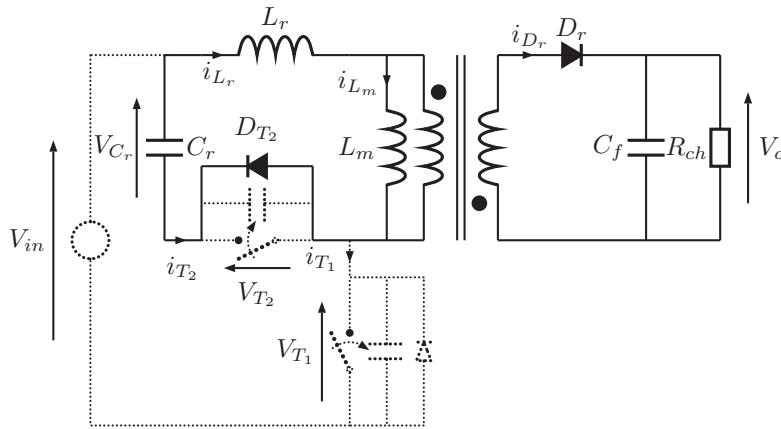 L_r
i_{D_r}
D_r
i_{L_r}
i_{L_m}
V_{C_r}
C_r
D_{T_2}
L_m
C_f
R_{ch}
V_o
V_{in}
i_{T_2}
i_{T_1}
V_{T_2}
V_{T_1}